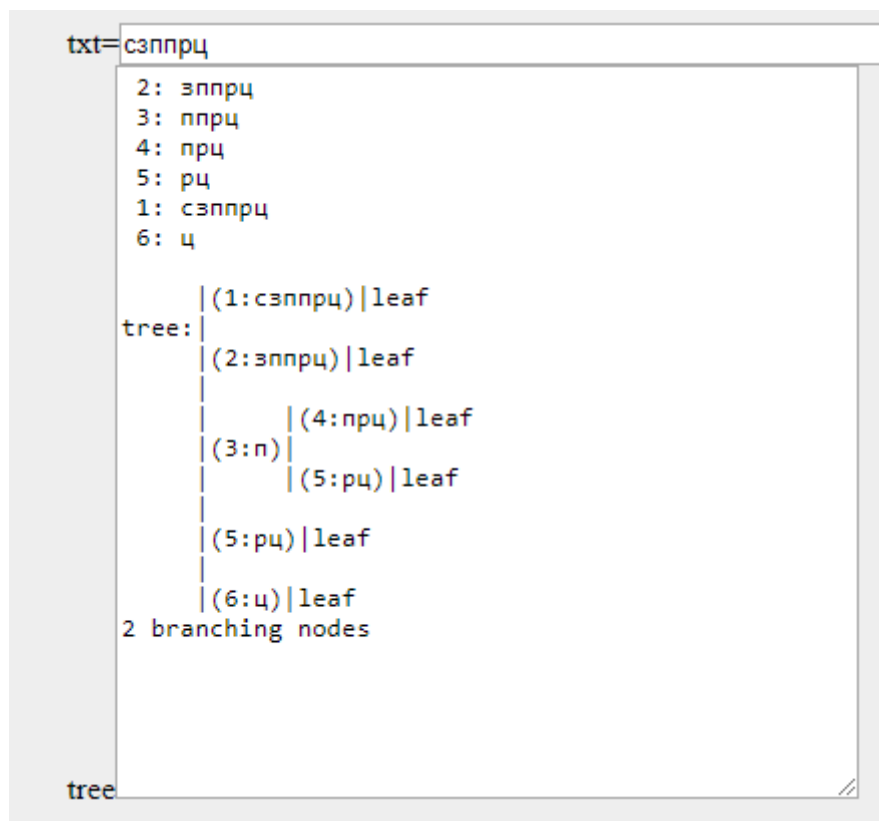 txt=сзппрц
2: зппрц
3: ппрц
4: прц
5: рц
1: сзппрц
6: ц
|(1:сзппрц)|leaf
tree:|
|(2:зппрц)|leaf
|
| |(4:прц)|leaf
|(3:п)|
| |(5:рц)|leaf
|
|(5:рц)|leaf
|
|(6:ц)|leaf
2 branching nodes
tree